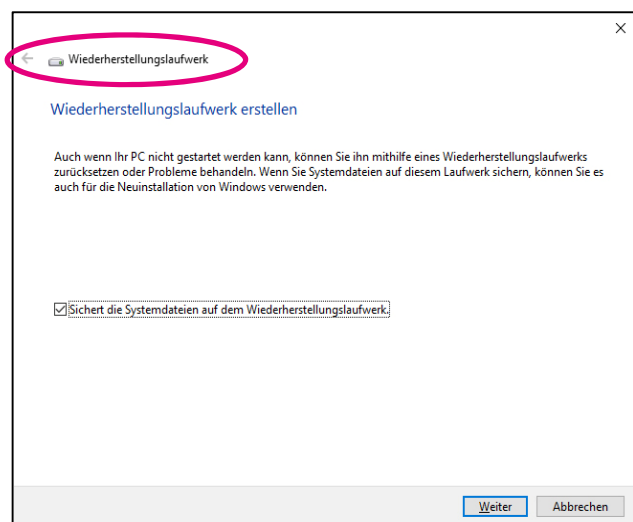 Wiederherstellungslaufwerk
Wiederherstellungslaufwerk erstellen
Auch wenn Ihr PC nicht gestartet werden kann, können Sie ihn mithilfe eines Wiederherstellungslaufwerks
zurücksetzen oder Probleme behandeln. Wenn Sie Systemdateien auf diesem Laufwerk sichern, können Sie es
auch für die Neuinstallation von Windows verwenden.
Sichert die Systemdateien auf dem Wiederherstellungslaufwerk.
Weiter Abbrechen